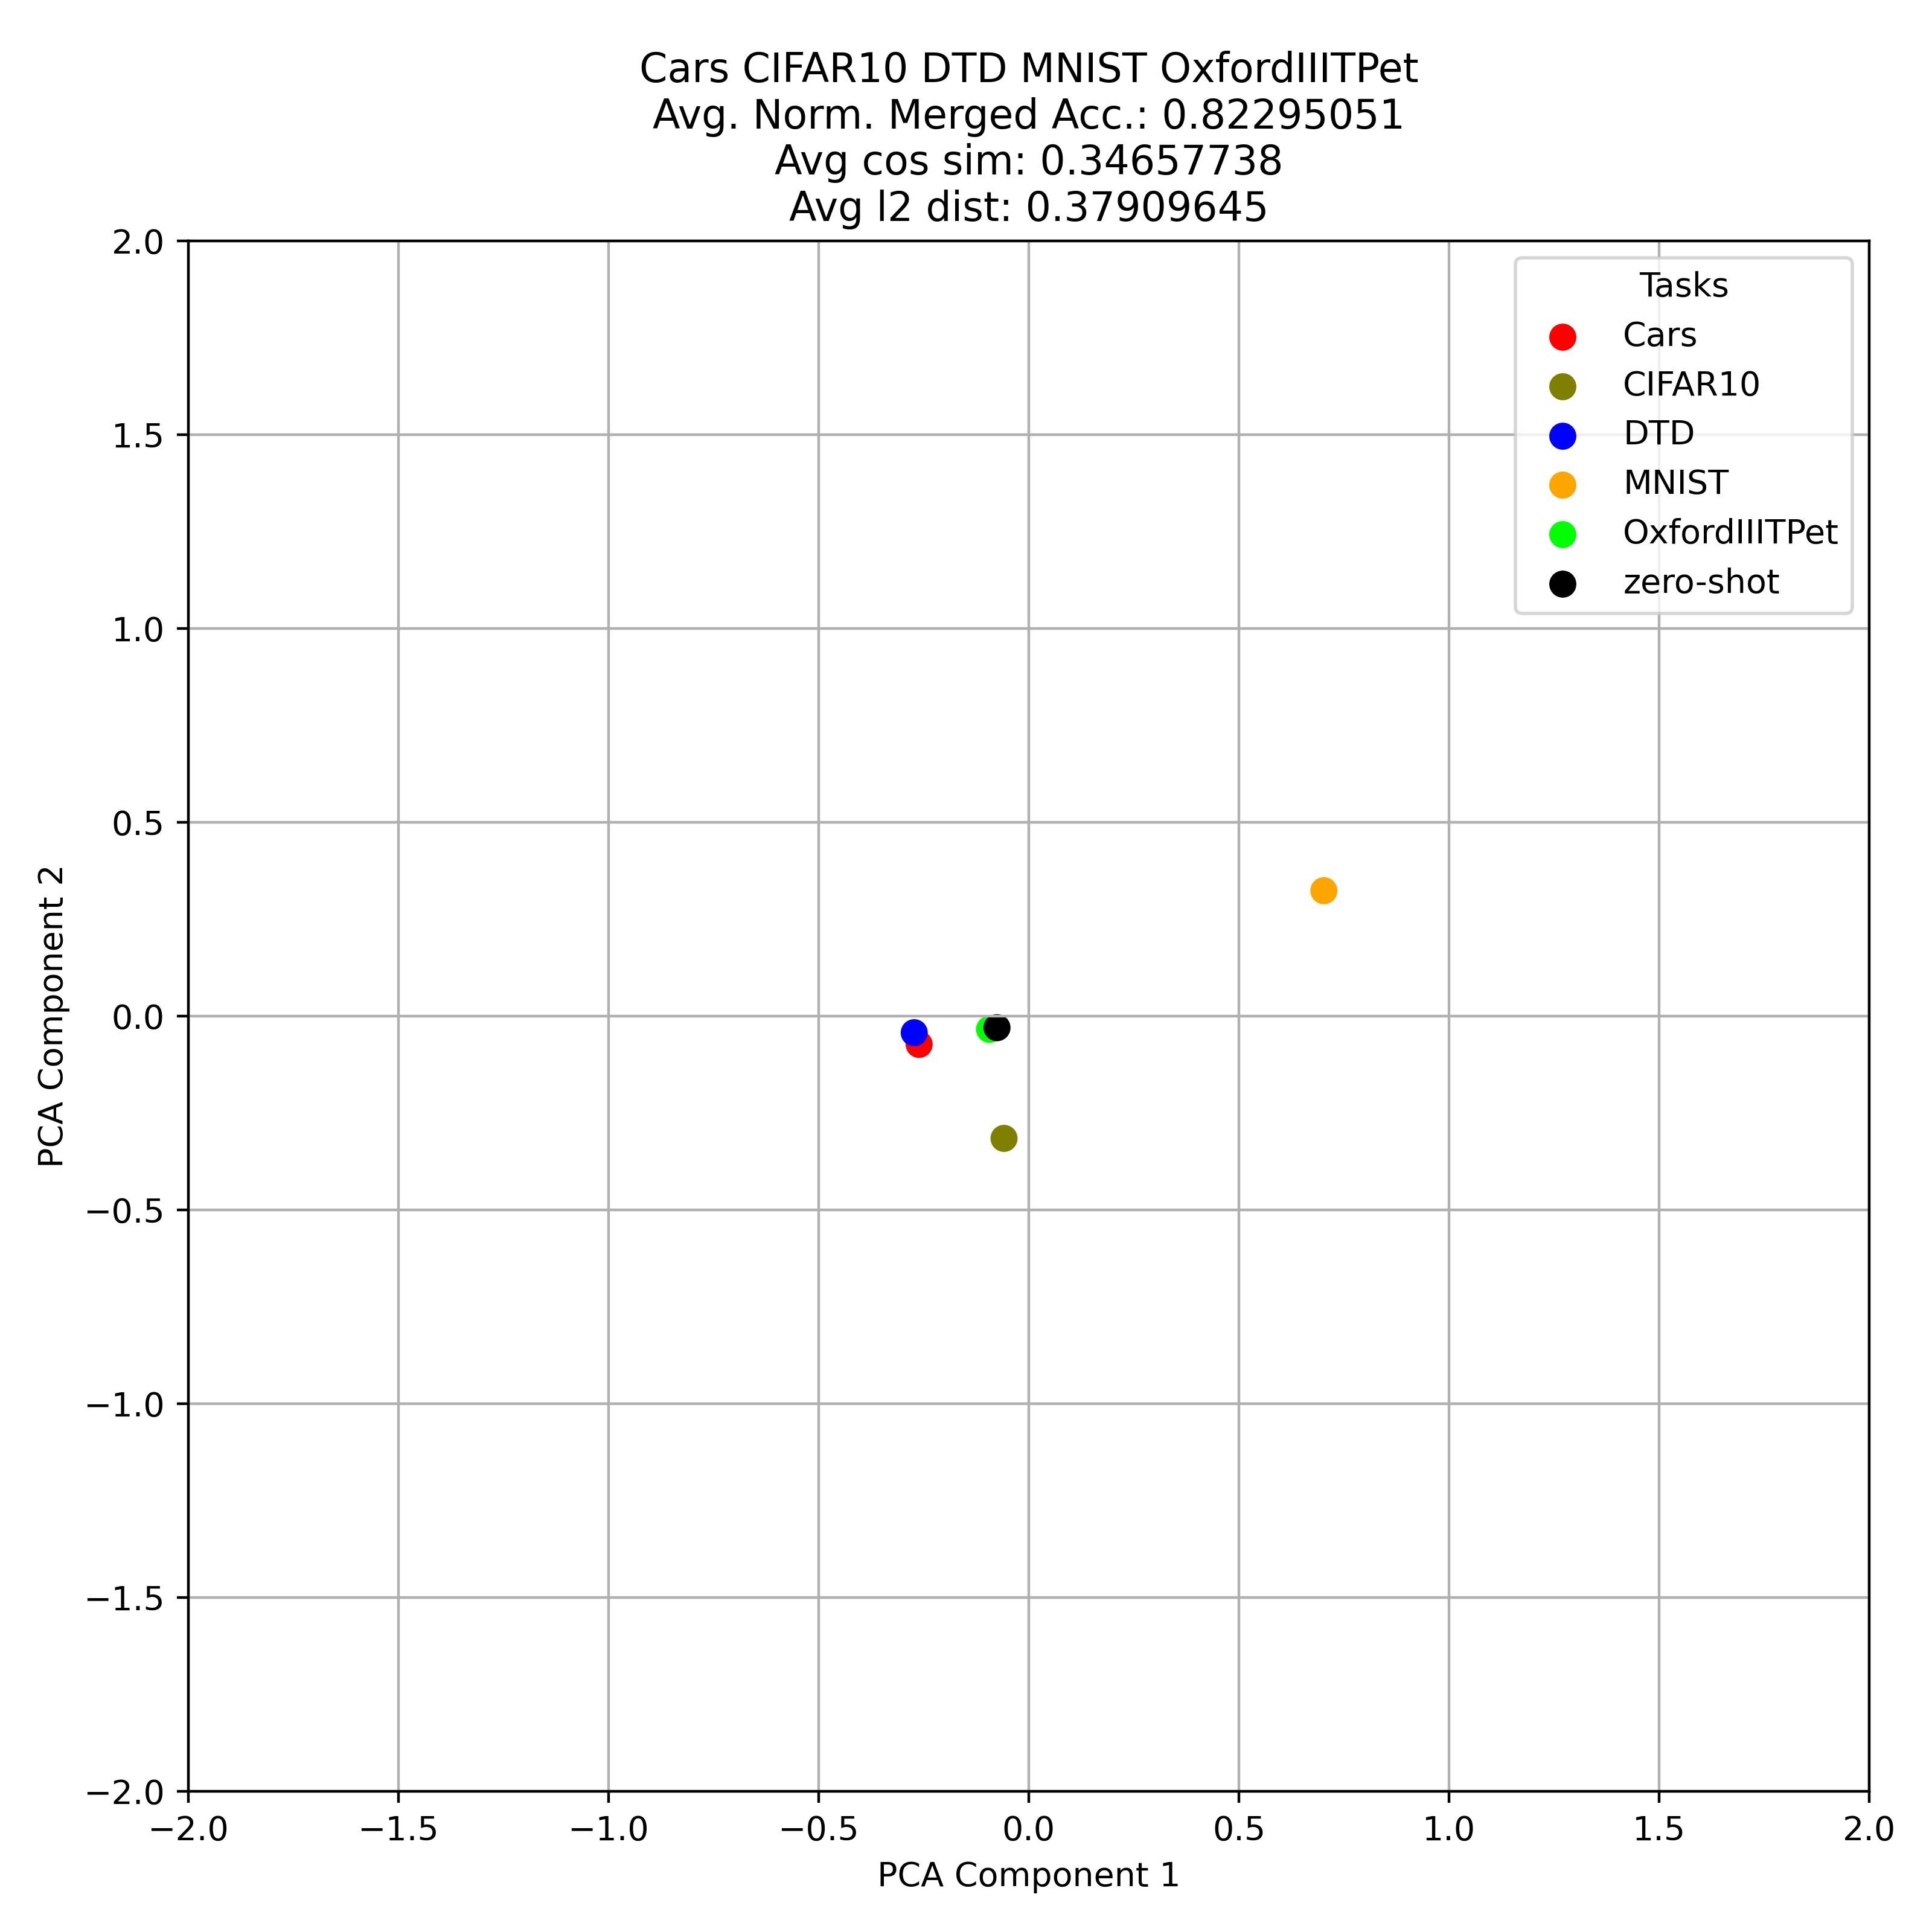 Cars CIFAR10 DTD MNIST OxfordIIITPet
Avg. Norm. Merged Acc.: 0.82295051
Avg cos sim: 0.34657738
Avg l2 dist: 0.37909645
Tasks
Cars
CIFAR10
DTD
MNIST
OxfordIIITPet
zero-shot
2.0
1.5
1.0
0.5
0.0
−0.5
−1.0
−1.5
−2.0
PCA Component 2
−2.0 −1.5 −1.0 −0.5 0.0 0.5 1.0 1.5 2.0
PCA Component 1